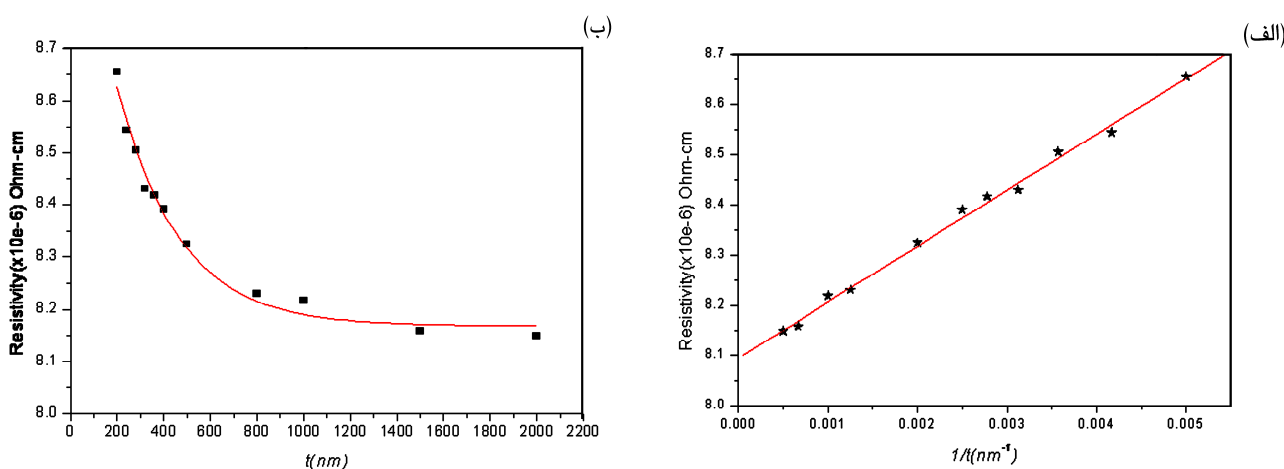 (ب)
8.7
8.6
8.5
8.4
8.3
8.2
8.1
8.0
Resistivity(x10e-6) Ohm-cm
0 200 400 600 800 1000 1200 1400 1600 1800 2000 2200
t(nm)
(الف)
8.7
8.6
8.5
8.4
8.3
8.2
8.1
8.0
Resistivity(x10e-6) Ohm-cm
0.000 0.001 0.002 0.003 0.004 0.005
1/t(nm⁻¹)